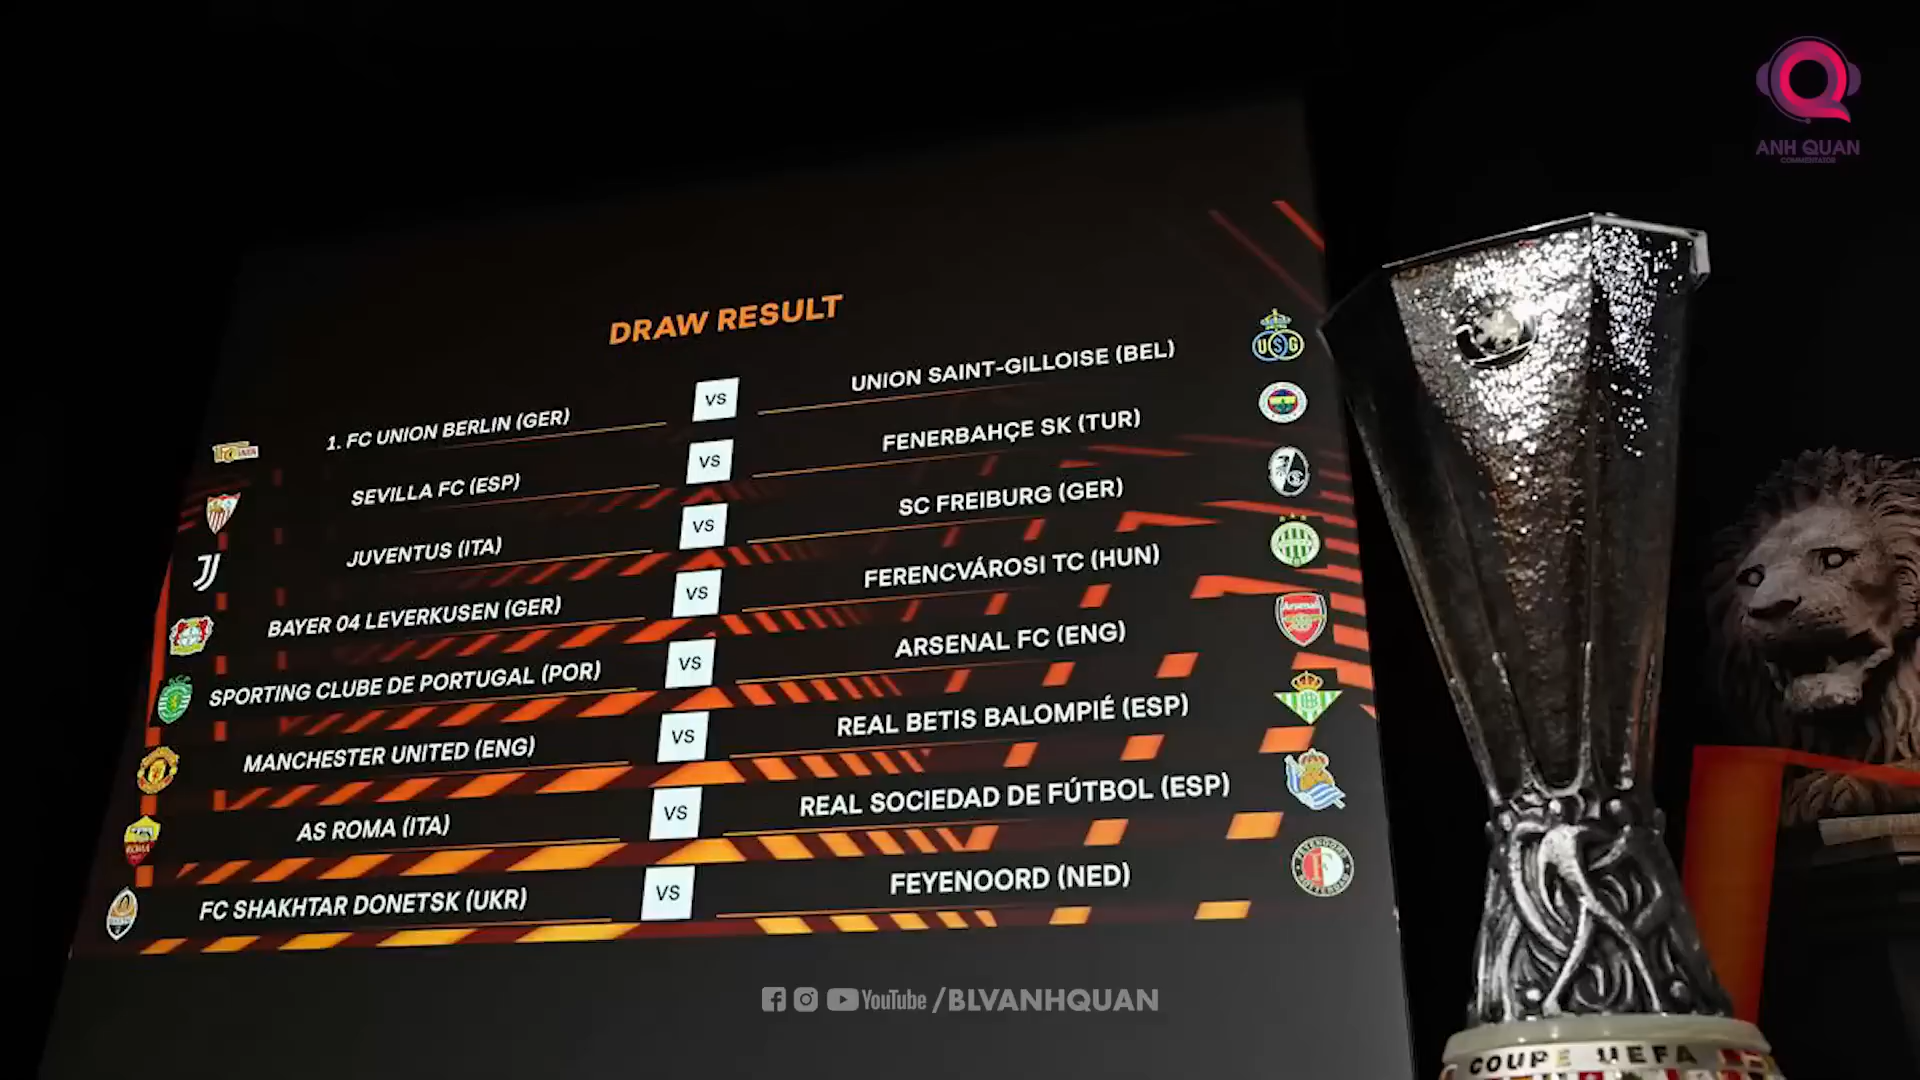 ANH QUAN
COMMENTATOR
DRAW RESULT
1. FC UNION BERLIN (GER) VS UNION SAINT-GILLOISE (BEL)
SEVILLA FC (ESP) VS FENERBAHÇE SK (TUR)
JUVENTUS (ITA) VS SC FREIBURG (GER)
BAYER 04 LEVERKUSEN (GER) VS FERENCVÁROSI TC (HUN)
SPORTING CLUBE DE PORTUGAL (POR) VS ARSENAL FC (ENG)
MANCHESTER UNITED (ENG) VS REAL BETIS BALOMPIÉ (ESP)
AS ROMA (ITA) VS REAL SOCIEDAD DE FÚTBOL (ESP)
FC SHAKHTAR DONETSK (UKR) VS FEYENOORD (NED)
YouTube /BLVANHQUAN
COUPE UEFA